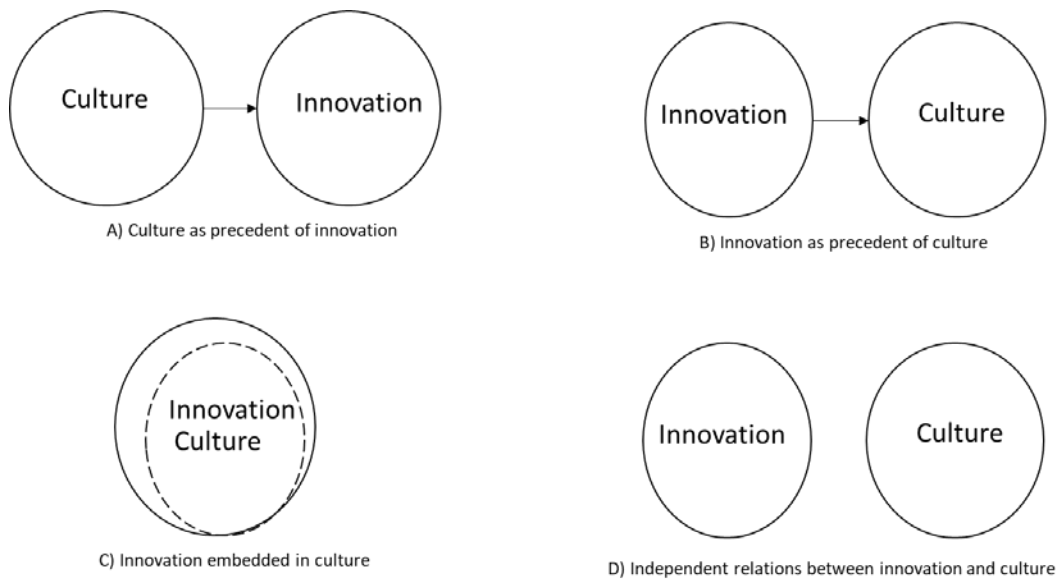 Culture
Innovation
A) Culture as precedent of innovation
Innovation
Culture
B) Innovation as precedent of culture
Innovation
Culture
C) Innovation embedded in culture
Innovation
Culture
D) Independent relations between innovation and culture